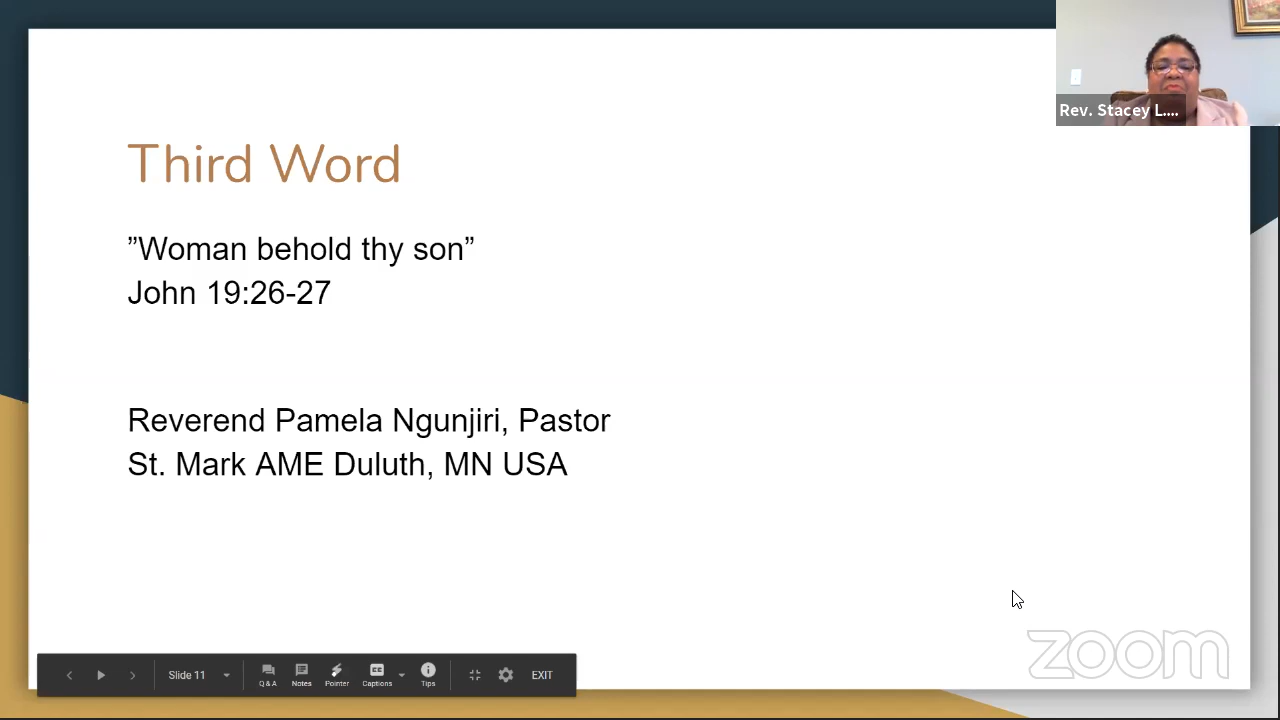 Rev. Stacey L....
Third Word
”Woman behold thy son”
John 19:26-27
Reverend Pamela Ngunjiri, Pastor
St. Mark AME Duluth, MN USA
zoom
Slide 11
Q & A
Notes
Pointer
CC
Captions
Tips
EXIT